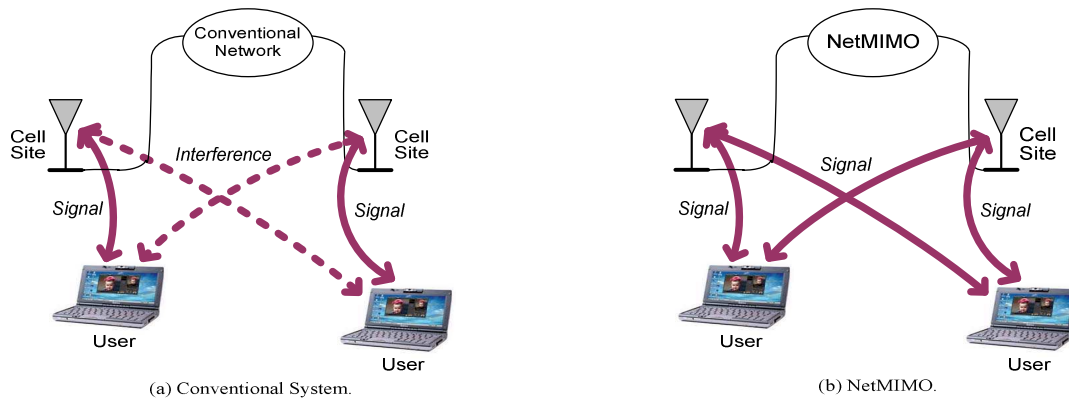 Conventional
Network
Cell
Site
Interference
Cell
Site
Signal
Signal
User
User
(a) Conventional System.
NetMIMO
Cell
Site
Signal
Signal
Signal
User
User
(b) NetMIMO.